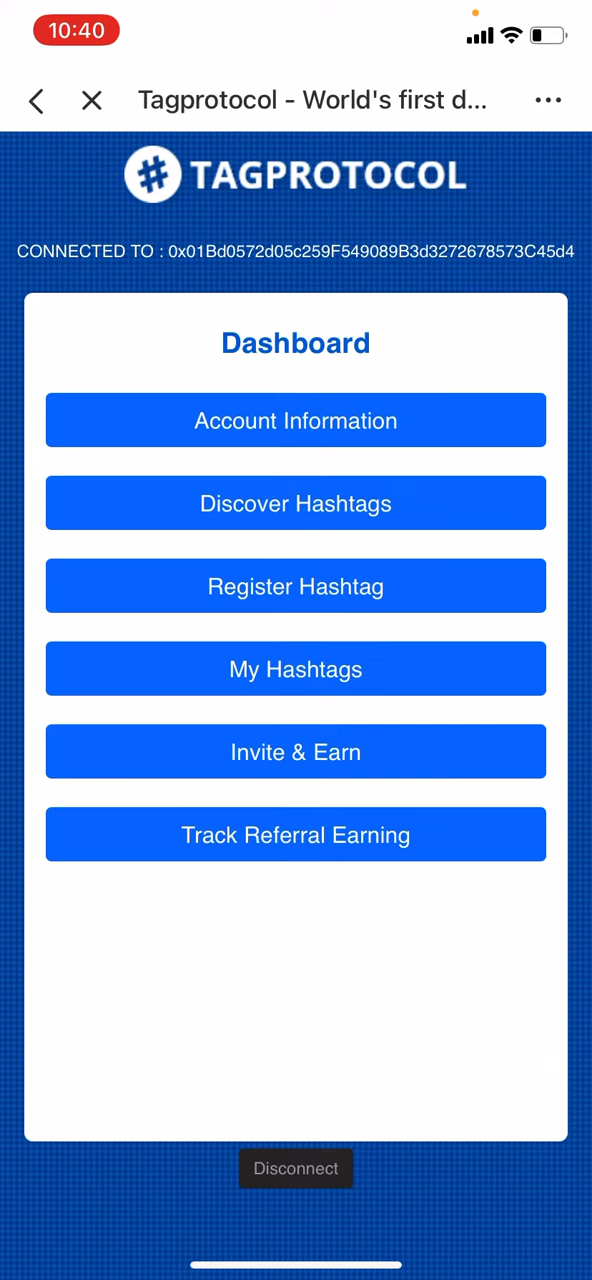 10:40
Tagprotocol - World's first d...
# TAGPROTOCOL
CONNECTED TO : 0x01Bd0572d05c259F549089B3d3272678573C45d4
Dashboard
Account Information
Discover Hashtags
Register Hashtag
My Hashtags
Invite & Earn
Track Referral Earning
Disconnect